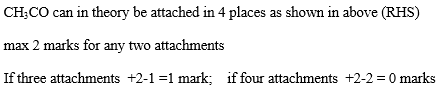 CH₃CO can in theory be attached in 4 places as shown in above (RHS)
max 2 marks for any two attachments
If three attachments +2-1 =1 mark; if four attachments +2-2 = 0 marks